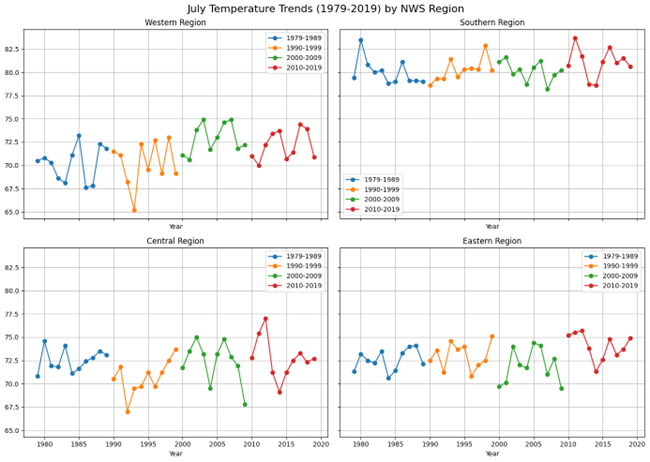 July Temperature Trends (1979-2019) by NWS Region
Western Region
82.5
80.0
77.5
75.0
72.5
70.0
67.5
65.0
1979-1989
1990-1999
2000-2009
2010-2019
Year
Southern Region
1979-1989
1990-1999
2000-2009
2010-2019
Year
Central Region
82.5
80.0
77.5
75.0
72.5
70.0
67.5
65.0
1979-1989
1990-1999
2000-2009
2010-2019
1980 1985 1990 1995 2000 2005 2010 2015 2020
Year
Eastern Region
1979-1989
1990-1999
2000-2009
2010-2019
1980 1985 1990 1995 2000 2005 2010 2015 2020
Year